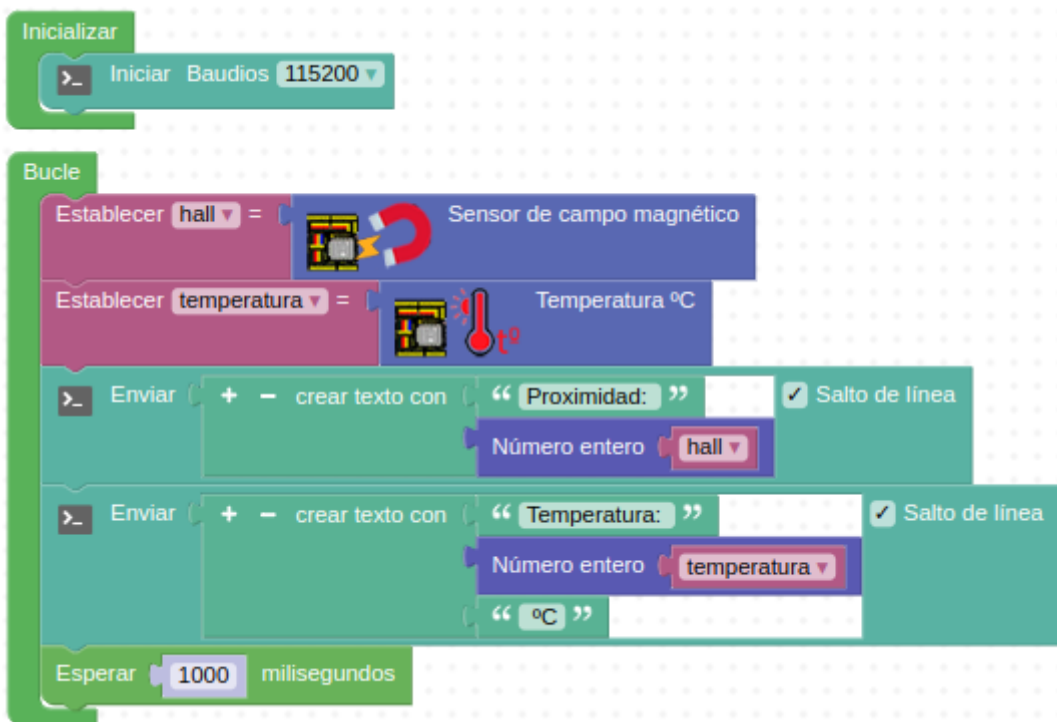 Inicializar
Iniciar Baudios 115200
Bucle
Establecer hall = Sensor de campo magnético
Establecer temperatura = Temperatura ºC
tº
Enviar + − crear texto con “ Proximidad: ” Salto de línea
Número entero hall
Enviar + − crear texto con “ Temperatura: ” Salto de línea
Número entero temperatura
“ ºC ”
Esperar 1000 milisegundos